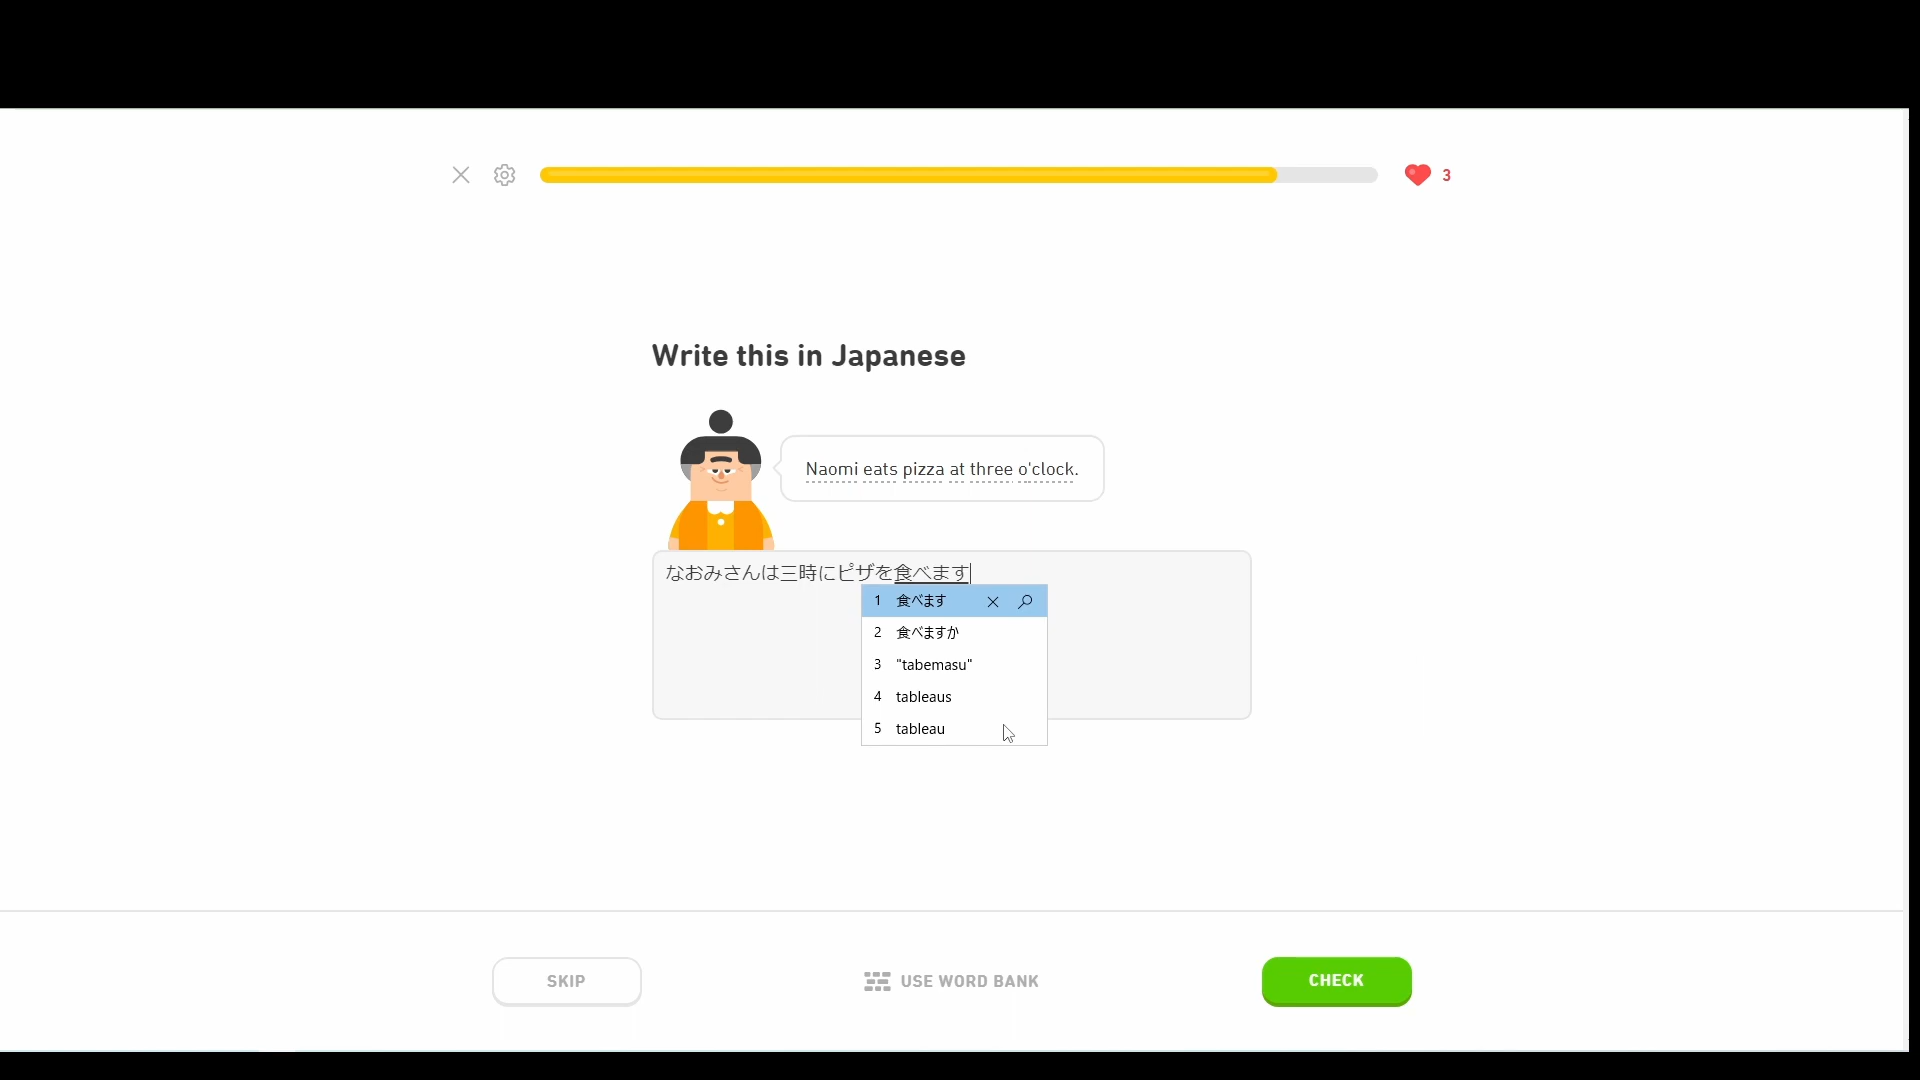 3
Write this in Japanese
Naomi eats pizza at three o'clock.
なおみさんは三時にピザを食べます
1 食べます
2 食べますか
3 "tabemasu"
4 tableaus
5 tableau
SKIP
USE WORD BANK
CHECK